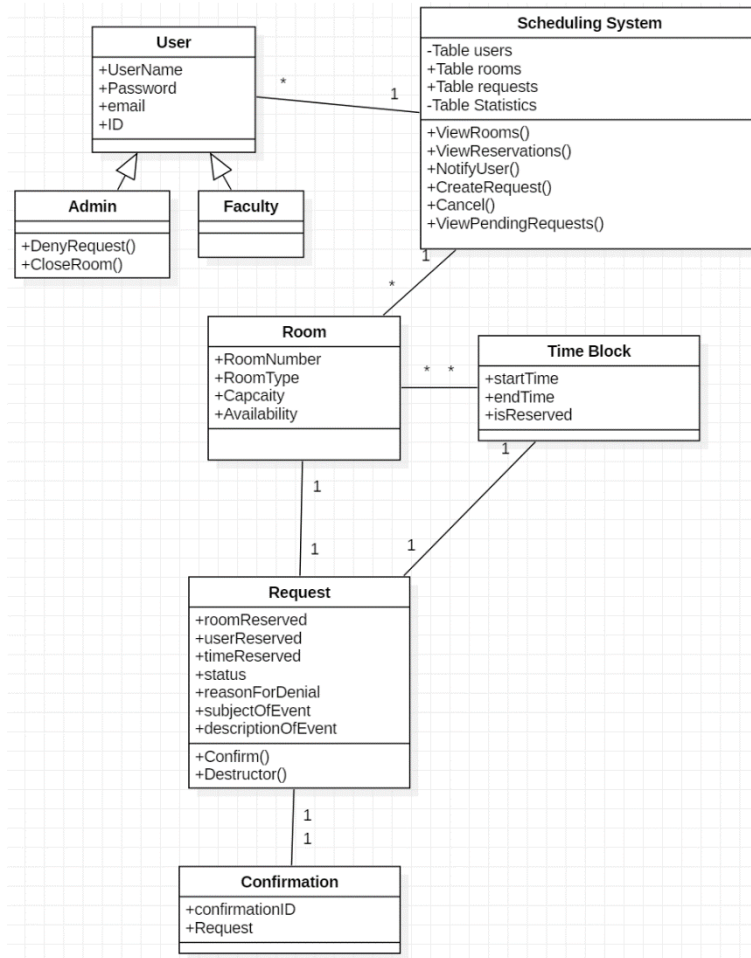 User
+UserName
+Password
+email
+ID
*
1
Scheduling System
-Table users
+Table rooms
+Table requests
-Table Statistics
+ViewRooms()
+ViewReservations()
+NotifyUser()
+CreateRequest()
+Cancel()
+ViewPendingRequests()
Admin
+DenyRequest()
+CloseRoom()
Faculty
1
*
Room
+RoomNumber
+RoomType
+Capcaity
+Availability
* *
Time Block
+startTime
+endTime
+isReserved
1
1
1
1
Request
+roomReserved
+userReserved
+timeReserved
+status
+reasonForDenial
+subjectOfEvent
+descriptionOfEvent
+Confirm()
+Destructor()
1
1
Confirmation
+confirmationID
+Request